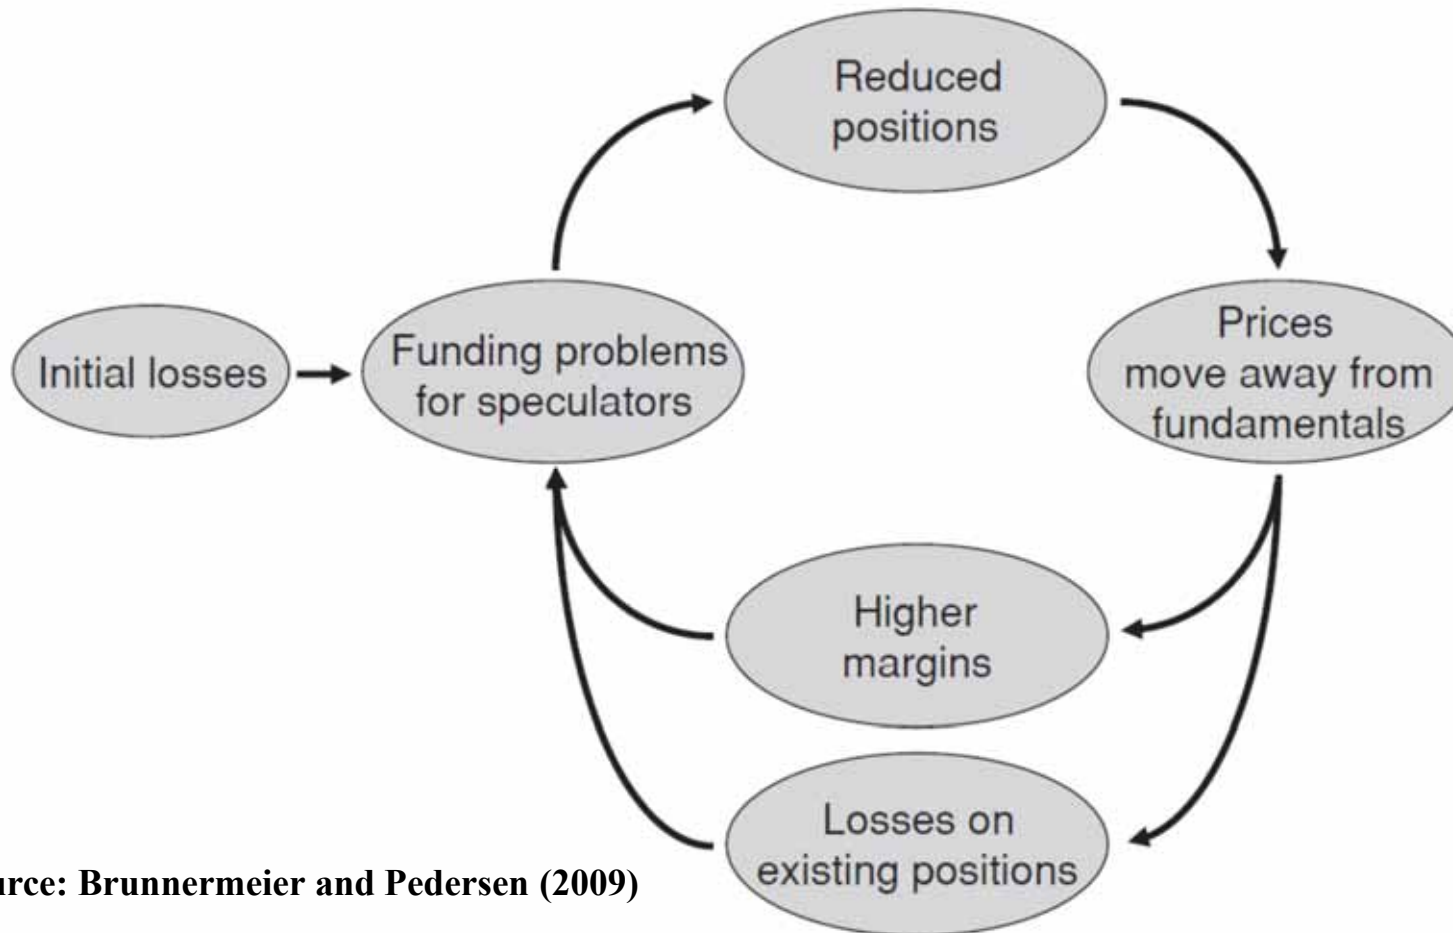 Reduced
positions
Initial losses
Funding problems
for speculators
Prices
move away from
fundamentals
Higher
margins
Losses on
existing positions
urce: Brunnermeier and Pedersen (2009)